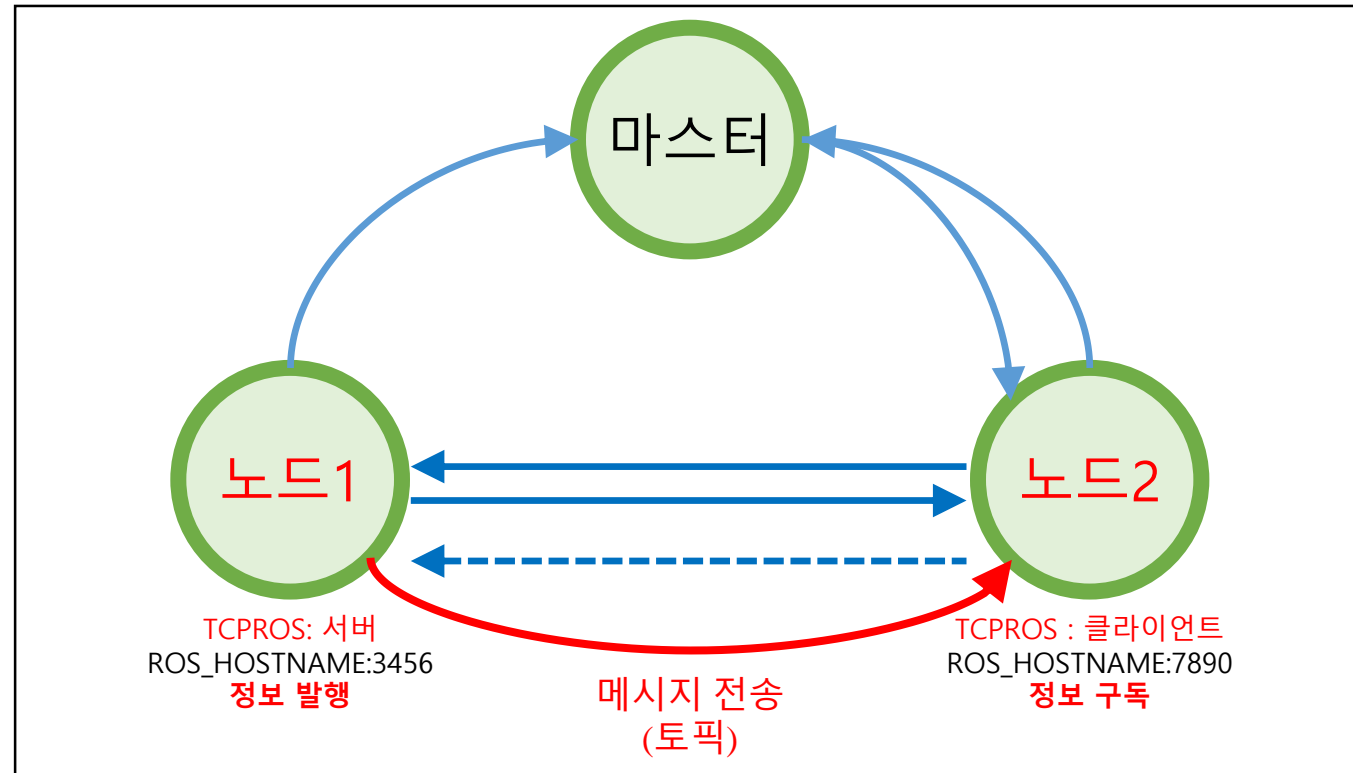 마스터
노드1
노드2
TCPROS: 서버
ROS_HOSTNAME:3456
정보 발행
TCPROS : 클라이언트
ROS_HOSTNAME:7890
정보 구독
메시지 전송
(토픽)